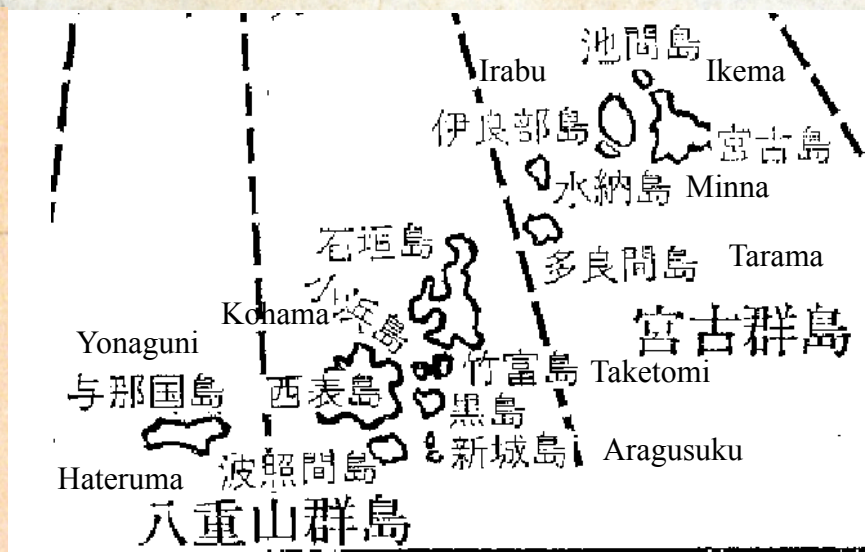 池間島
Irabu
Ikema
伊良部島
宮古島
水納島
Minna
石垣島
多良間島
Tarama
小浜島
Kohama
宮古群島
Yonaguni
竹富島
Taketomi
与那国島
西表島
黒島
新城島
Aragusuku
波照間島
Hateruma
八重山群島